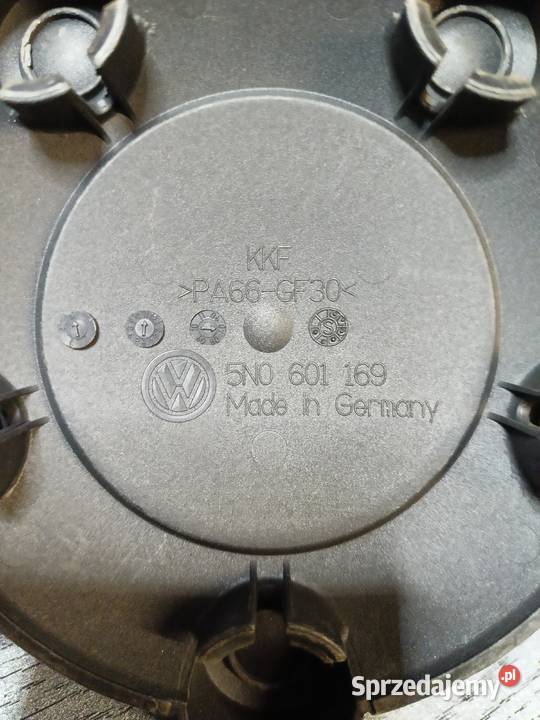 KKF
>PA66-GF30<
5N0 601 169
Made in Germany
Sprzedajemy.pl